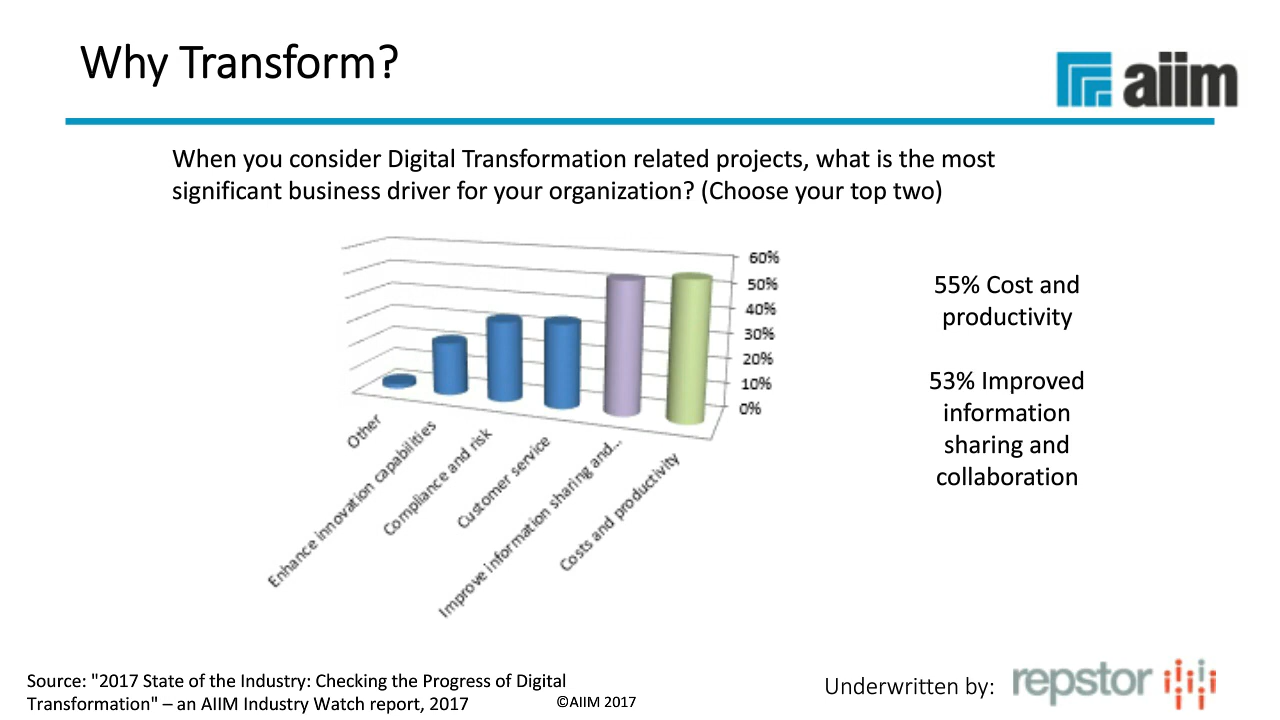 Why Transform?
aiim
When you consider Digital Transformation related projects, what is the most
significant business driver for your organization? (Choose your top two)
60%
50%
40%
30%
20%
10%
0%
Other
Enhance innovation capabilities
Compliance and risk
Customer service
Improve information sharing and...
Costs and productivity
55% Cost and
productivity
53% Improved
information
sharing and
collaboration
Source: "2017 State of the Industry: Checking the Progress of Digital
Transformation" – an AIIM Industry Watch report, 2017
©AIIM 2017
Underwritten by:
repstor